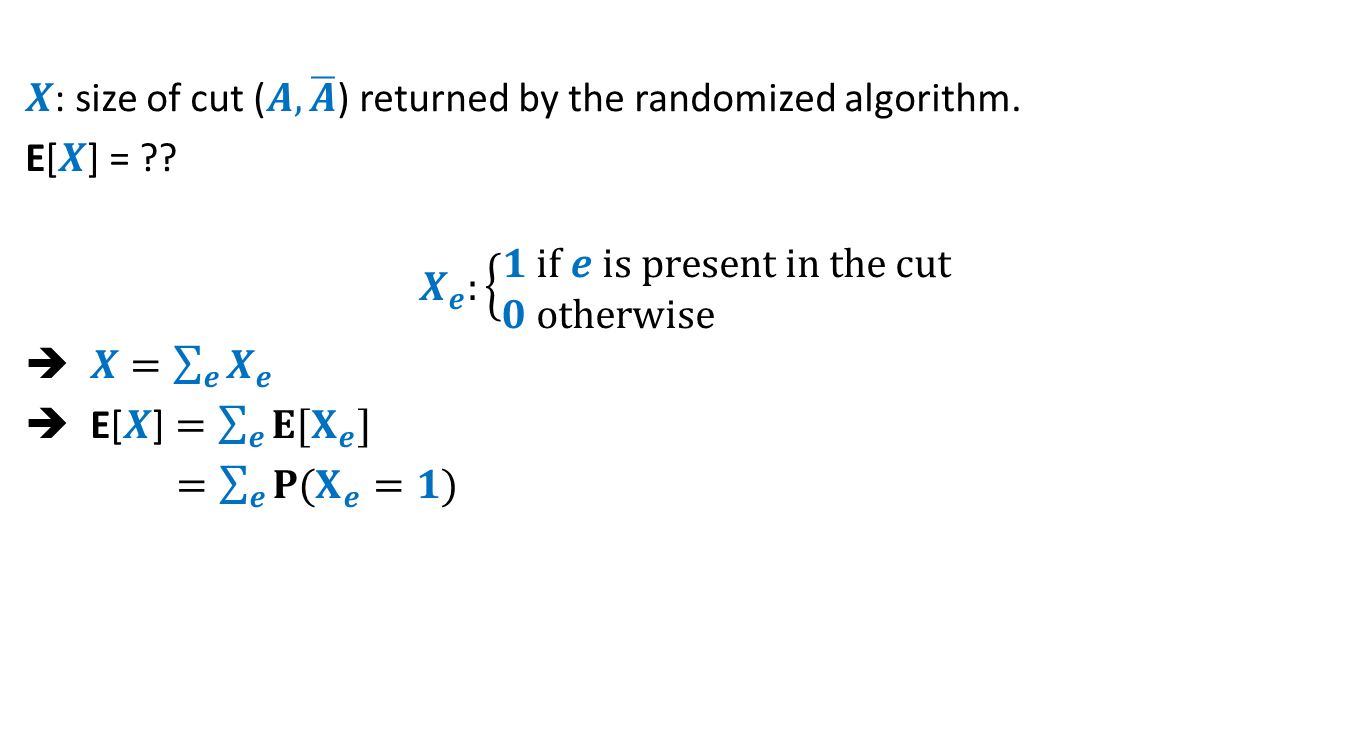 X: size of cut (A, A̅) returned by the randomized algorithm.
E[X] = ??
Xₑ: { 1 if e is present in the cut
0 otherwise
➔ X = ∑ₑ Xₑ
➔ E[X] = ∑ₑ E[Xₑ]
= ∑ₑ P(Xₑ = 1)